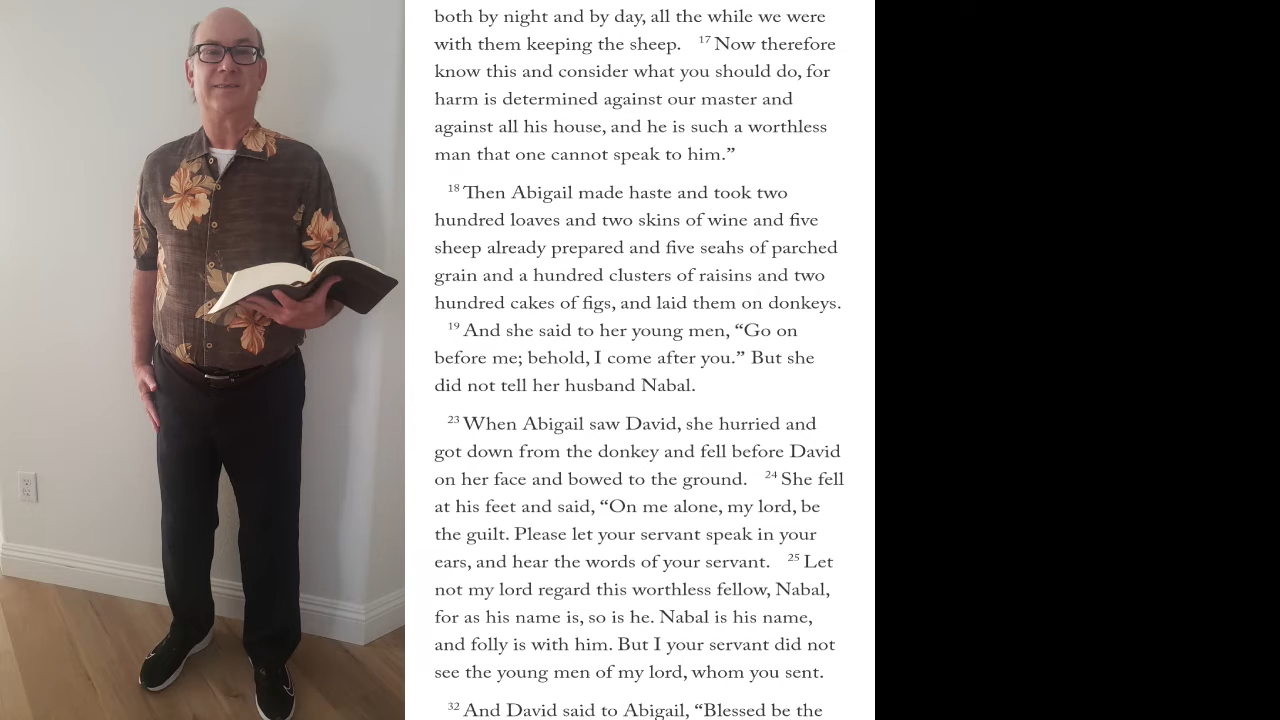 both by night and by day, all the while we were
with them keeping the sheep. 17 Now therefore
know this and consider what you should do, for
harm is determined against our master and
against all his house, and he is such a worthless
man that one cannot speak to him.”
18 Then Abigail made haste and took two
hundred loaves and two skins of wine and five
sheep already prepared and five seahs of parched
grain and a hundred clusters of raisins and two
hundred cakes of figs, and laid them on donkeys.
19 And she said to her young men, “Go on
before me; behold, I come after you.” But she
did not tell her husband Nabal.
23 When Abigail saw David, she hurried and
got down from the donkey and fell before David
on her face and bowed to the ground. 24 She fell
at his feet and said, “On me alone, my lord, be
the guilt. Please let your servant speak in your
ears, and hear the words of your servant. 25 Let
not my lord regard this worthless fellow, Nabal,
for as his name is, so is he. Nabal is his name,
and folly is with him. But I your servant did not
see the young men of my lord, whom you sent.
32 And David said to Abigail, “Blessed be the